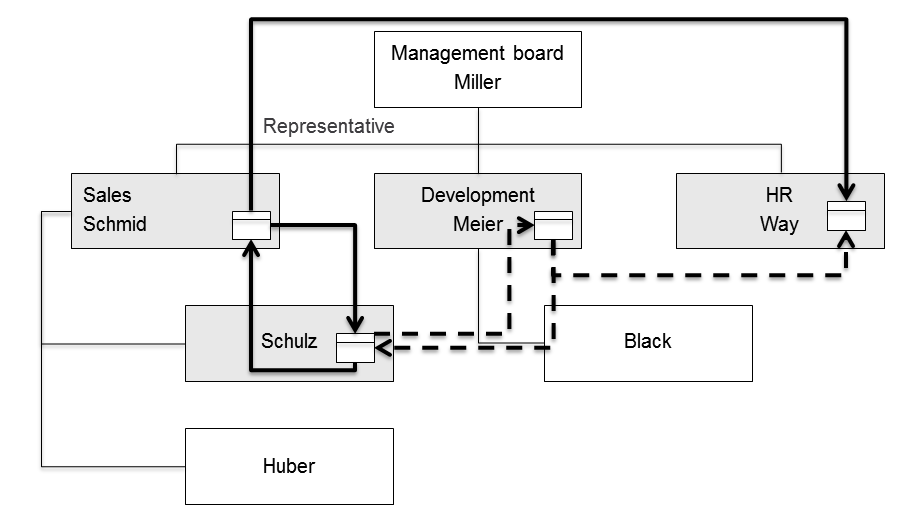 Management board
Miller
Representative
Sales
Schmid
Development
Meier
HR
Way
Schulz
Black
Huber